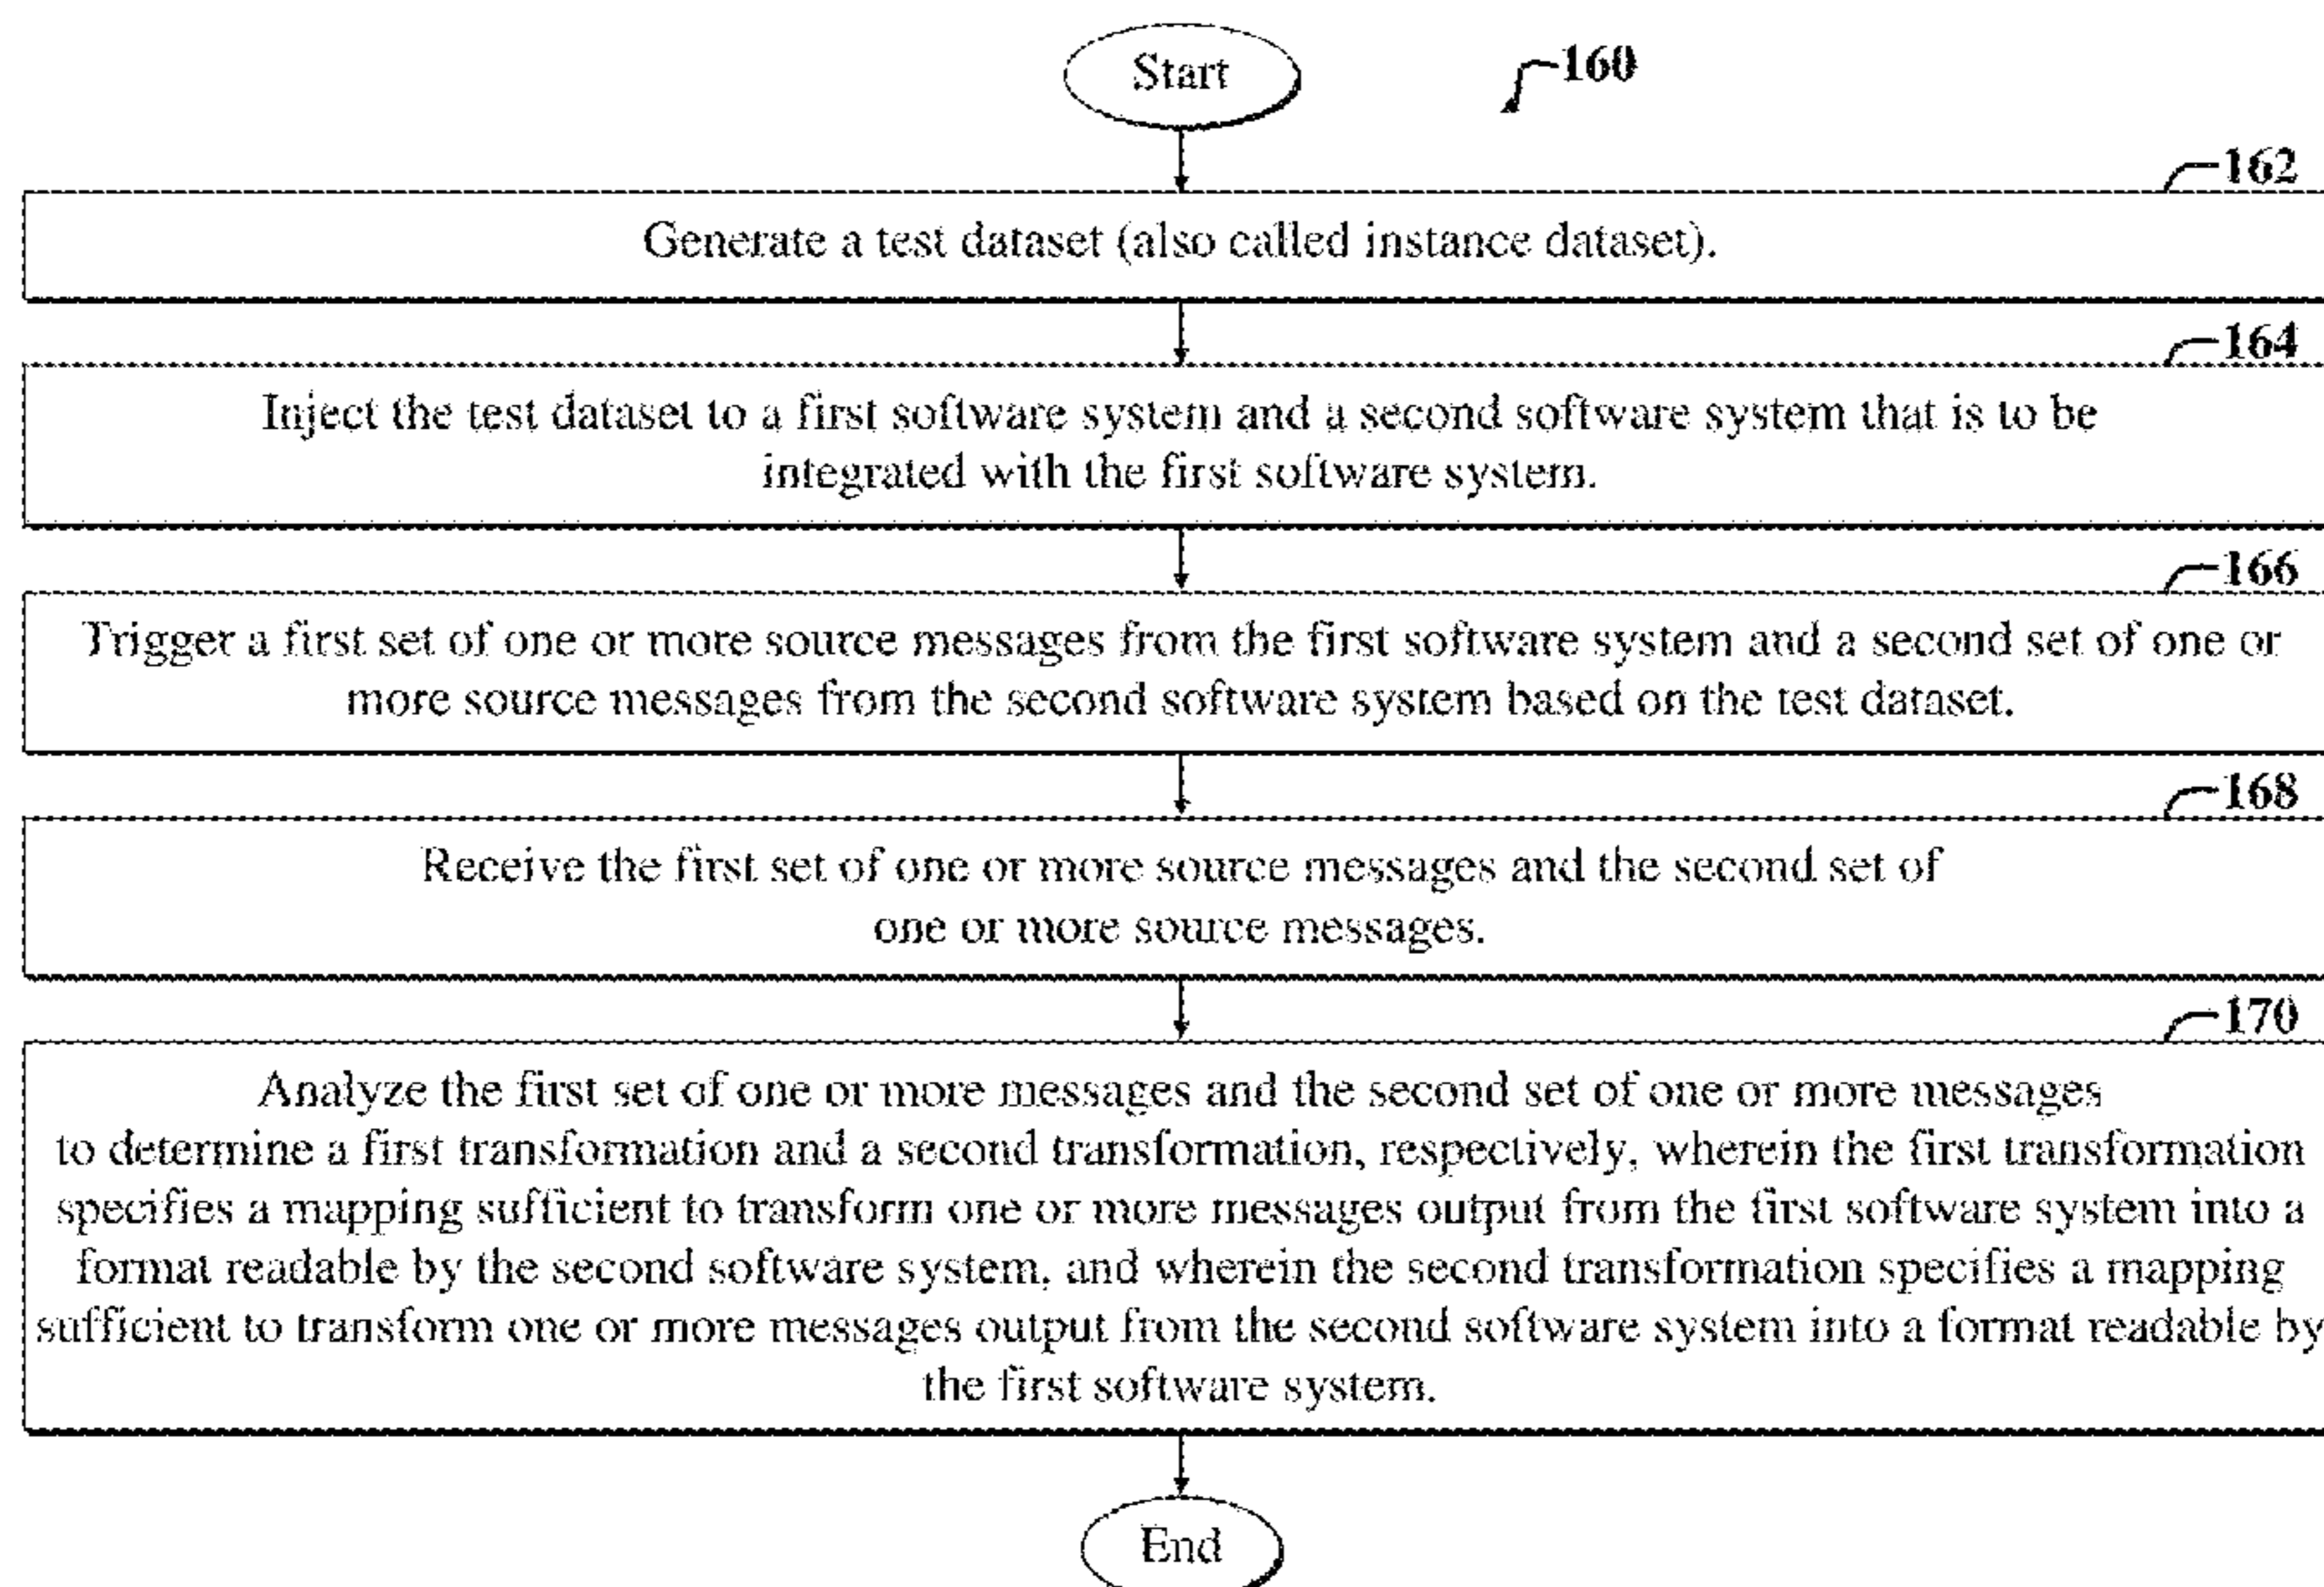 Start
160
162
Generate a test dataset (also called instance dataset).
164
Inject the test dataset to a first software system and a second software system that is to be
integrated with the first software system.
166
Trigger a first set of one or more source messages from the first software system and a second set of one or
more source messages from the second software system based on the test dataset.
168
Receive the first set of one or more source messages and the second set of
one or more source messages.
170
Analyze the first set of one or more messages and the second set of one or more messages
to determine a first transformation and a second transformation, respectively, wherein the first transformation
specifies a mapping sufficient to transform one or more messages output from the first software system into a
format readable by the second software system, and wherein the second transformation specifies a mapping
sufficient to transform one or more messages output from the second software system into a format readable by
the first software system.
End